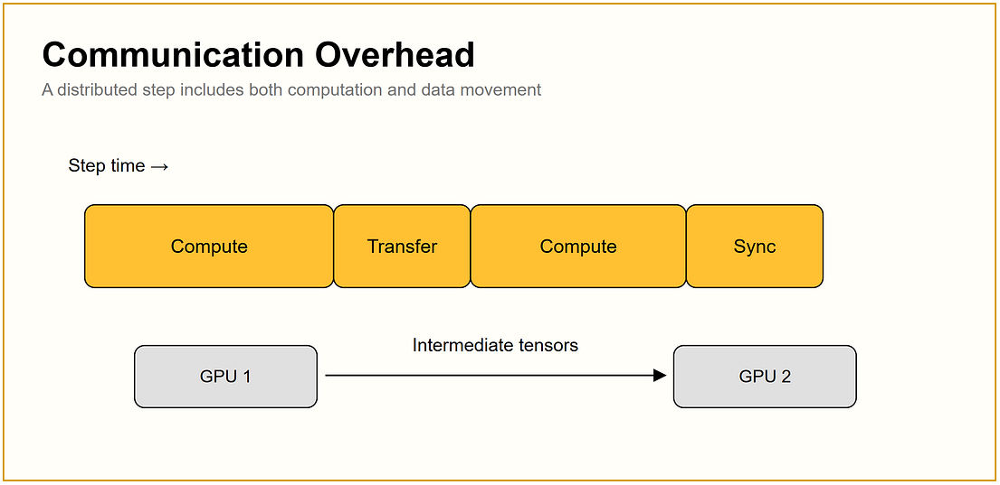 Communication Overhead
A distributed step includes both computation and data movement
Step time →
Compute
Transfer
Compute
Sync
Intermediate tensors
GPU 1
GPU 2